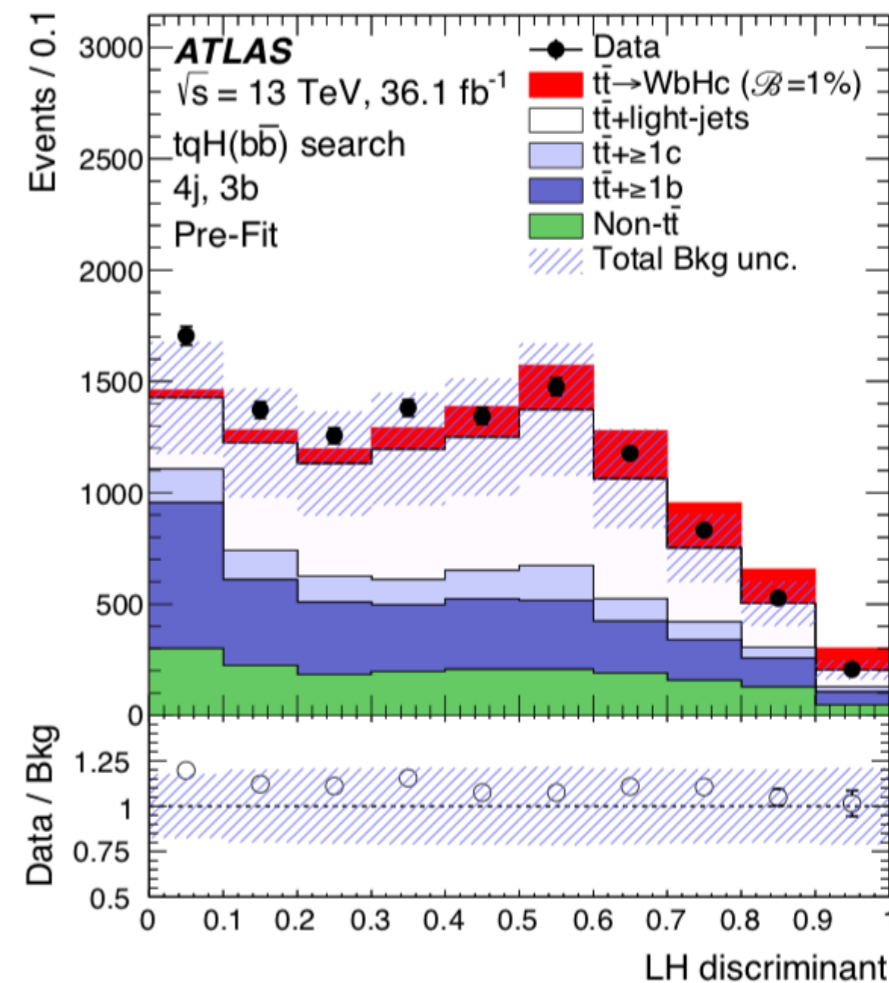 Events / 0.1
3000
2500
2000
1500
1000
500
0
ATLAS
√s = 13 TeV, 36.1 fb⁻¹
tqH(bb̅) search
4j, 3b
Pre-Fit
Data
tt̅→WbHc (ℬ=1%)
tt̅+light-jets
tt̅+≥1c
tt̅+≥1b
Non-tt̅
Total Bkg unc.
Data / Bkg
1.25
1
0.75
0.5
0 0.1 0.2 0.3 0.4 0.5 0.6 0.7 0.8 0.9
LH discriminant